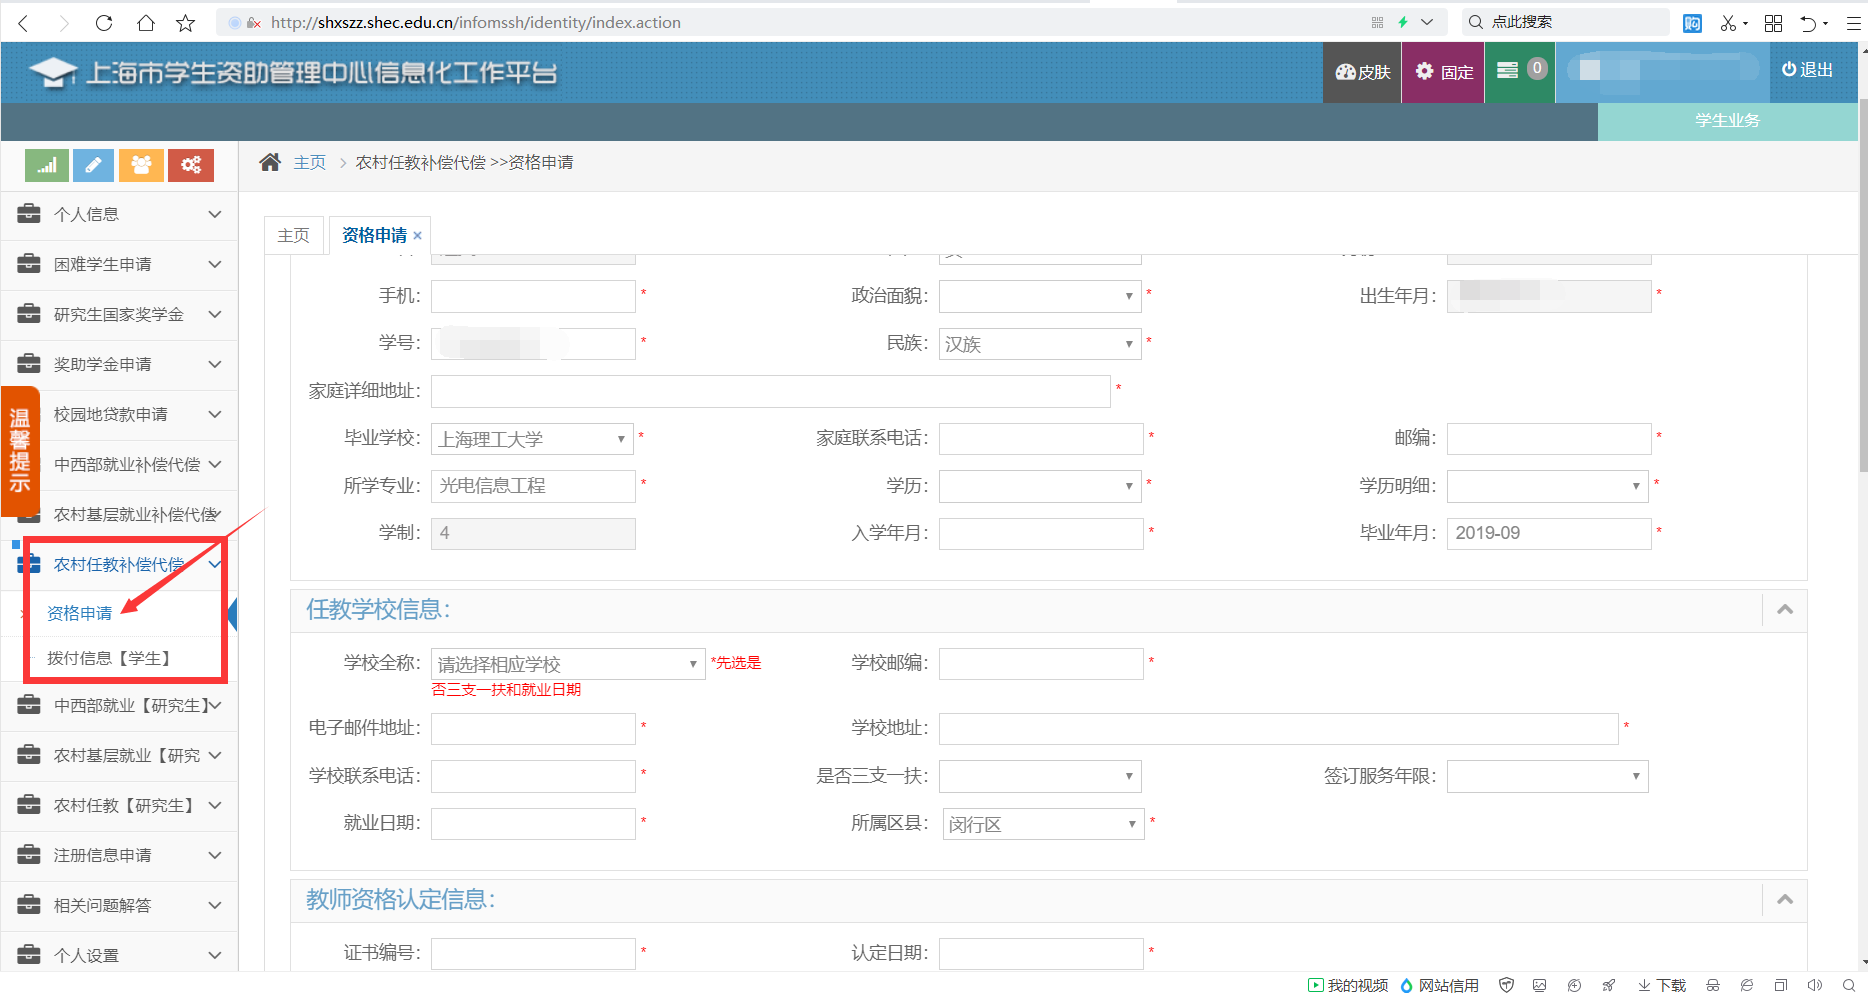 http://shxszz.shec.edu.cn/infomssh/identity/index.action
点此搜索
上海市学生资助管理中心信息化工作平台
皮肤
固定
0
退出
学生业务
主页 > 农村任教补偿代偿 >>资格申请
个人信息
困难学生申请
研究生国家奖学金
奖助学金申请
校园地贷款申请
中西部就业补偿代偿
农村基层就业补偿代偿
农村任教补偿代偿
资格申请
拨付信息【学生】
中西部就业【研究生】
农村基层就业【研究
农村任教【研究生】
注册信息申请
相关问题解答
个人设置
温馨提示
主页
资格申请 ×
手机： *
政治面貌： *
出生年月： *
学号： *
民族： 汉族 *
家庭详细地址： *
毕业学校： 上海理工大学 *
家庭联系电话： *
邮编： *
所学专业： 光电信息工程 *
学历： *
学历明细： *
学制： 4
入学年月： *
毕业年月： 2019-09 *
任教学校信息：
学校全称： 请选择相应学校 *先选是
否三支一扶和就业日期
学校邮编： *
电子邮件地址： *
学校地址： *
学校联系电话： *
是否三支一扶：
签订服务年限：
就业日期： *
所属区县： 闵行区 *
教师资格认定信息：
证书编号： *
认定日期： *
我的视频
网站信用
下载